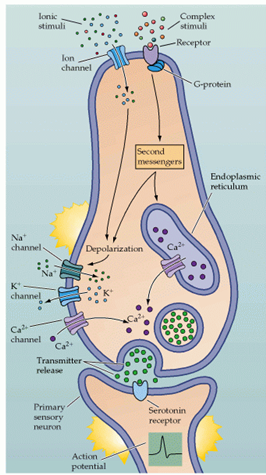 Ionic
stimuli
Complex
stimuli
Receptor
Ion
channel
G-protein
Second
messengers
Endoplasmic
reticulum
Na+
channel
Depolarization
Ca2+
Na+
K+
channel
K+
Ca2+
Ca2+
channel
Ca2+
Transmitter
release
Primary
sensory
neuron
Serotonin
receptor
Action
potential